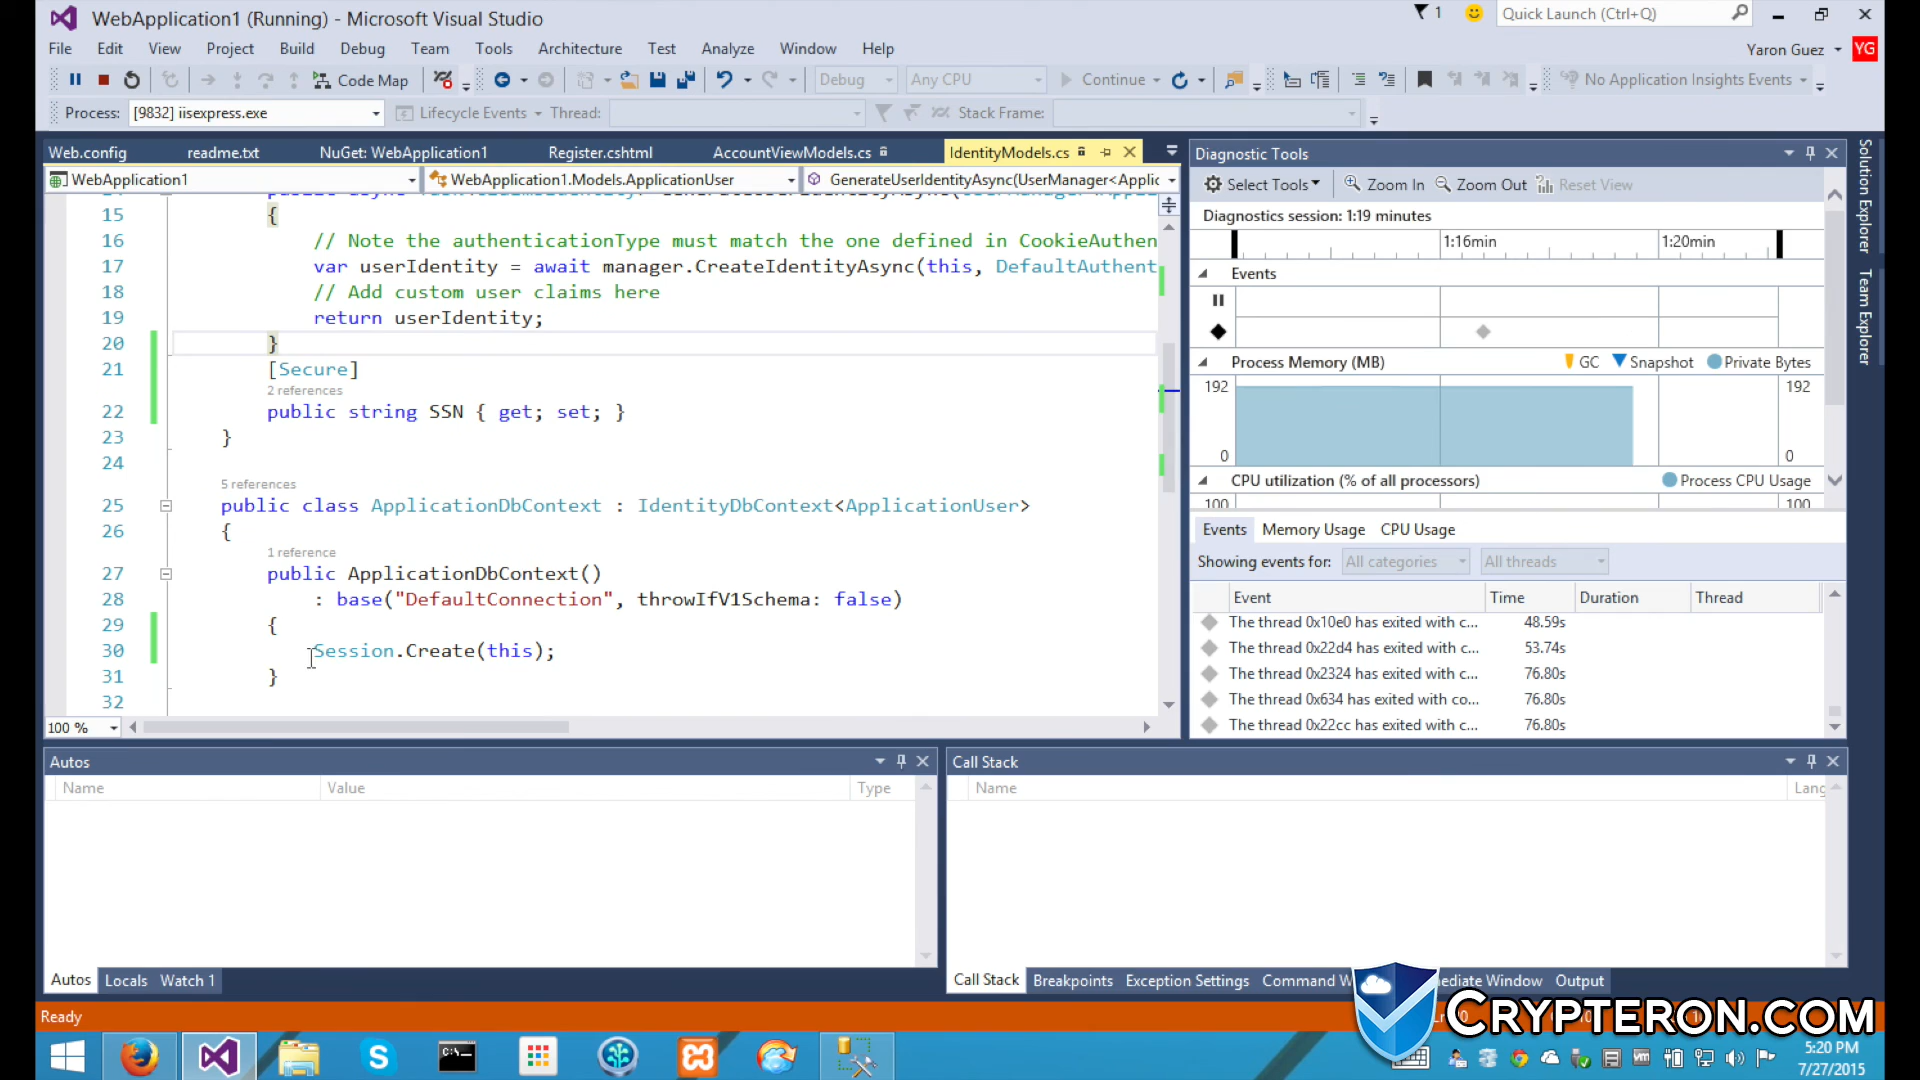 WebApplication1 (Running) - Microsoft Visual Studio
1
Quick Launch (Ctrl+Q)
File Edit View Project Build Debug Team Tools Architecture Test Analyze Window Help
Yaron Guez YG
Code Map Debug Any CPU Continue No Application Insights Events
Process: [9832] iisexpress.exe Lifecycle Events Thread: Stack Frame:
Web.config readme.txt NuGet: WebApplication1 Register.cshtml AccountViewModels.cs IdentityModels.cs
WebApplication1 WebApplication1.Models.ApplicationUser GenerateUserIdentityAsync(UserManager<Applic
15 {
16 // Note the authenticationType must match the one defined in CookieAuthen
17 var userIdentity = await manager.CreateIdentityAsync(this, DefaultAuthent
18 // Add custom user claims here
19 return userIdentity;
20 }
21 [Secure]
2 references
22 public string SSN { get; set; }
23 }
24
5 references
25 public class ApplicationDbContext : IdentityDbContext<ApplicationUser>
26 {
1 reference
27 public ApplicationDbContext()
28 : base("DefaultConnection", throwIfV1Schema: false)
29 {
30 Session.Create(this);
31 }
32
100 %
Diagnostic Tools
Select Tools Zoom In Zoom Out Reset View
Diagnostics session: 1:19 minutes
1:16min 1:20min
Events
Process Memory (MB) GC Snapshot Private Bytes
192 192
0 0
CPU utilization (% of all processors) Process CPU Usage
100 100
Events Memory Usage CPU Usage
Showing events for: All categories All threads
Event Time Duration Thread
The thread 0x10e0 has exited with c... 48.59s
The thread 0x22d4 has exited with c... 53.74s
The thread 0x2324 has exited with c... 76.80s
The thread 0x634 has exited with co... 76.80s
The thread 0x22cc has exited with c... 76.80s
Solution Explorer
Team Explorer
Autos
Name Value Type
Autos Locals Watch 1
Call Stack
Name Lang
Call Stack Breakpoints Exception Settings Command W ediate Window Output
Ready
CRYPTERON.COM
5:20 PM
7/27/2015